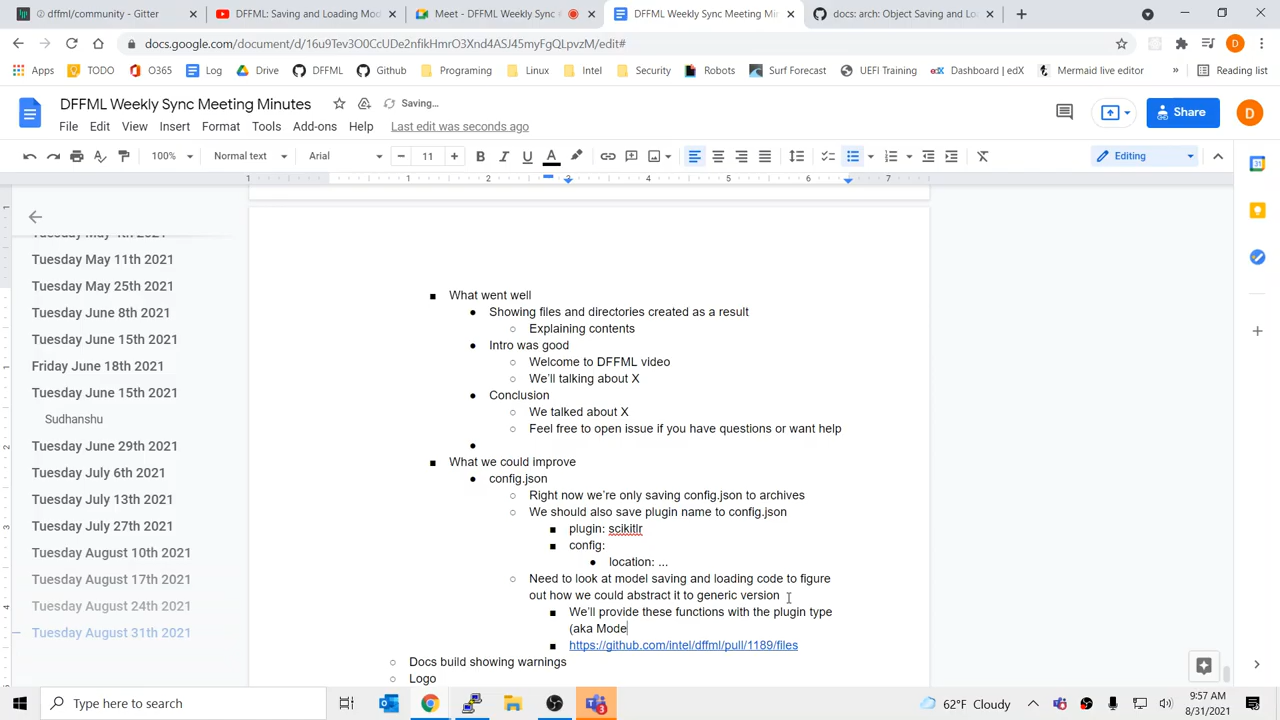 dffml/community - Gitter
DFFML: Saving and Loading Mod
Meet - DFFML Weekly Sync
DFFML Weekly Sync Meeting Min
docs: arch: Object Saving and Lo
docs.google.com/document/d/16u9Tev3O0CcUDe2nfikHmrO3Xnd4ASI45myFgQLpvzM/edit#
Apps TODO O365 Log Drive DFFML Github Programing Linux Intel Security Robots Surf Forecast UEFI Training Dashboard | edX Mermaid live editor » Reading list
DFFML Weekly Sync Meeting Minutes Saving…
File Edit View Insert Format Tools Add-ons Help Last edit was seconds ago
Share D
100% Normal text Arial 11 Editing
1 1 2 3 4 5 6 7
Tuesday May 4th 2021
Tuesday May 11th 2021
Tuesday May 25th 2021
Tuesday June 8th 2021
Tuesday June 15th 2021
Friday June 18th 2021
Tuesday June 15th 2021
Sudhanshu
Tuesday June 29th 2021
Tuesday July 6th 2021
Tuesday July 13th 2021
Tuesday July 27th 2021
Tuesday August 10th 2021
Tuesday August 17th 2021
Tuesday August 24th 2021
Tuesday August 31th 2021
What went well
Showing files and directories created as a result
Explaining contents
Intro was good
Welcome to DFFML video
We'll talking about X
Conclusion
We talked about X
Feel free to open issue if you have questions or want help
What we could improve
config.json
Right now we're only saving config.json to archives
We should also save plugin name to config.json
plugin: scikitlr
config:
location: ...
Need to look at model saving and loading code to figure
out how we could abstract it to generic version
We'll provide these functions with the plugin type
(aka Mode
https://github.com/intel/dffml/pull/1189/files
Docs build showing warnings
Logo
Type here to search
62°F Cloudy
9:57 AM
8/31/2021